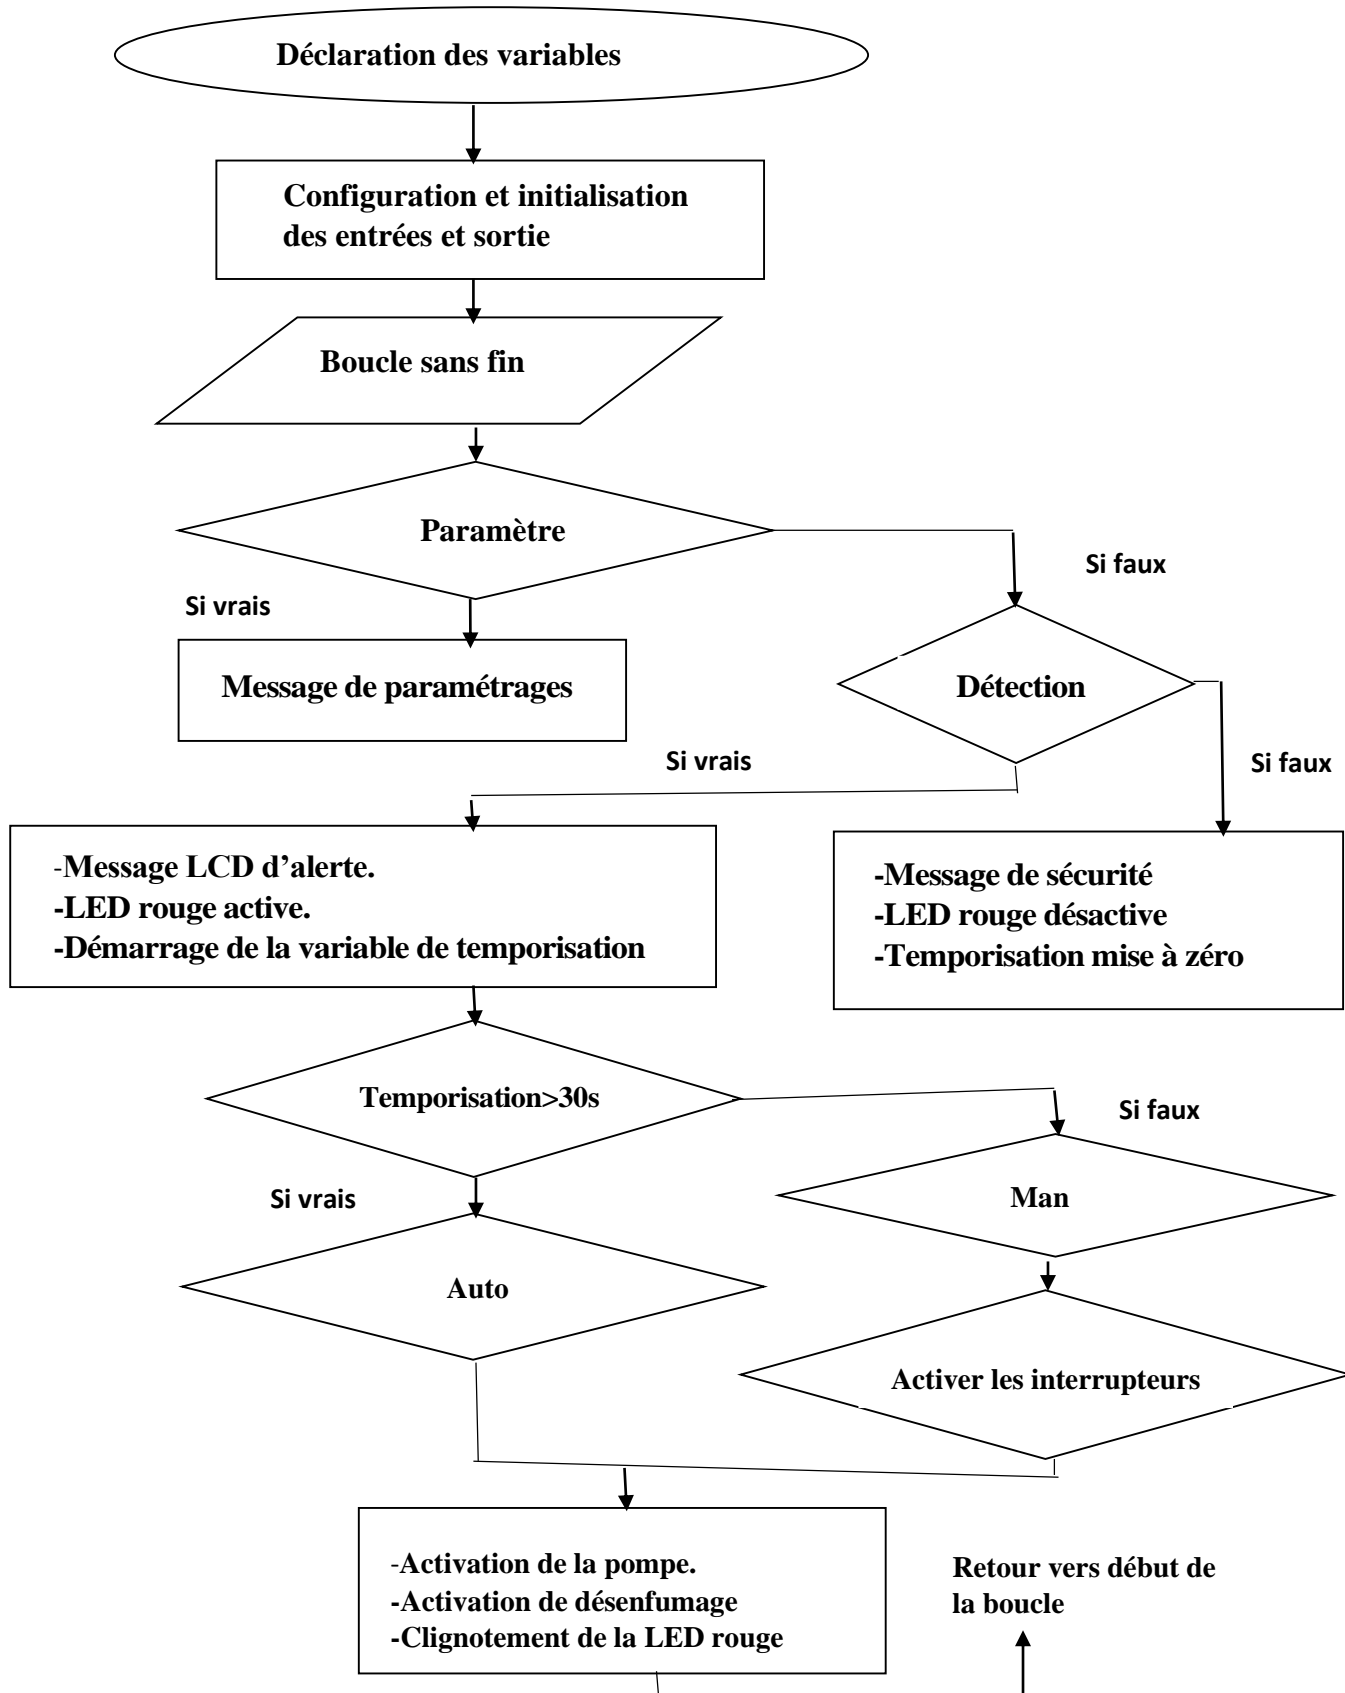 Déclaration des variables
Configuration et initialisation
des entrées et sortie
Boucle sans fin
Paramètre
Si faux
Si vrais
Message de paramétrages
Détection
Si vrais
Si faux
-Message LCD d’alerte.
-LED rouge active.
-Démarrage de la variable de temporisation
-Message de sécurité
-LED rouge désactive
-Temporisation mise à zéro
Temporisation>30s
Si faux
Si vrais
Man
Auto
Activer les interrupteurs
-Activation de la pompe.
-Activation de désenfumage
-Clignotement de la LED rouge
Retour vers début de
la boucle